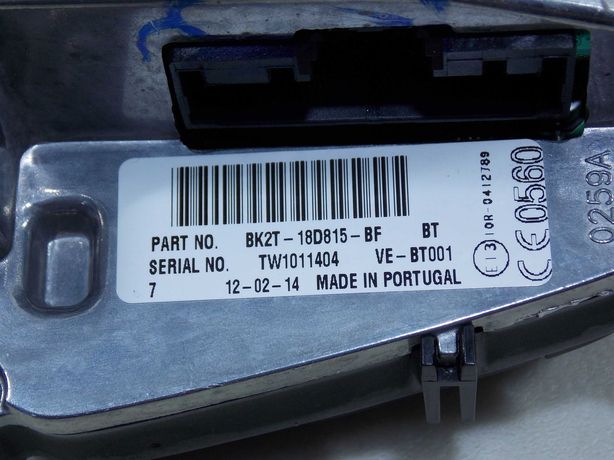 PART NO. BK2T-18D815-BF BT
SERIAL NO. TW1011404 VE-BT001
7 12-02-14 MADE IN PORTUGAL
E13 10R-0412789
CE0560
0259A